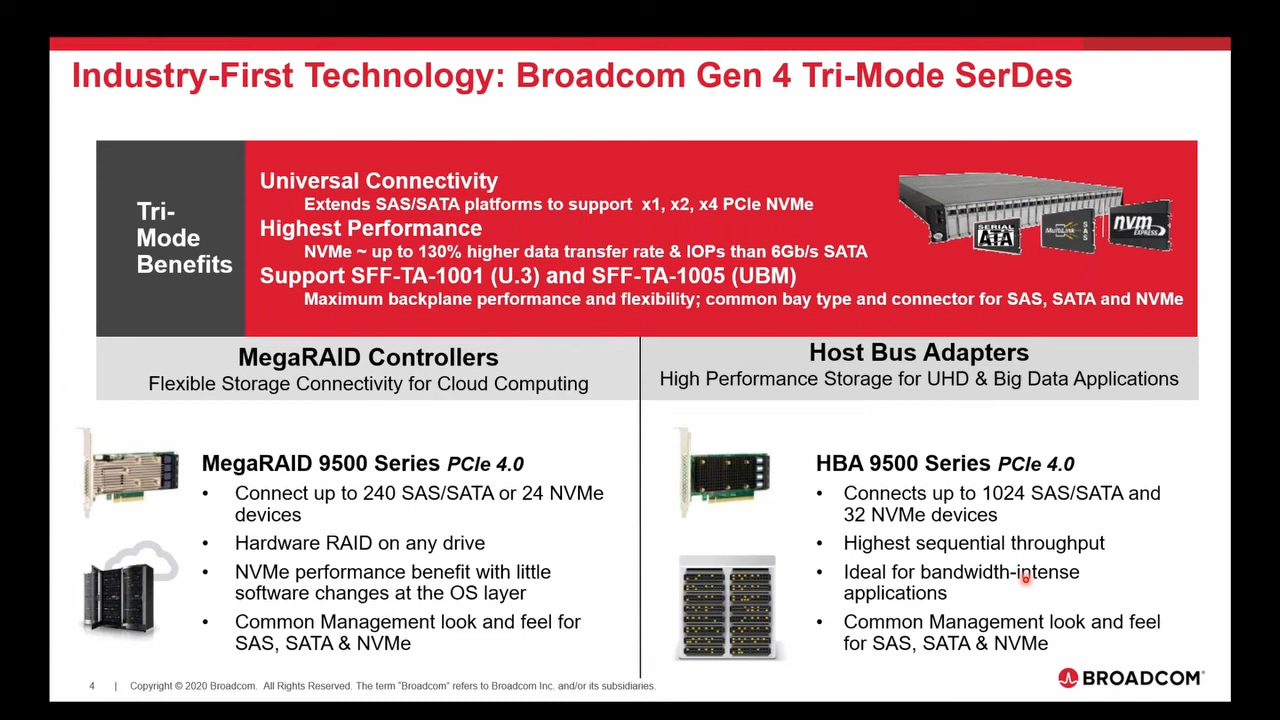 Industry-First Technology: Broadcom Gen 4 Tri-Mode SerDes
Tri-
Mode
Benefits
Universal Connectivity
Extends SAS/SATA platforms to support x1, x2, x4 PCIe NVMe
Highest Performance
NVMe ~ up to 130% higher data transfer rate & IOPs than 6Gb/s SATA
Support SFF-TA-1001 (U.3) and SFF-TA-1005 (UBM)
Maximum backplane performance and flexibility; common bay type and connector for SAS, SATA and NVMe
SERIAL
ATA
MultiLink
SAS
nvm
EXPRESS
MegaRAID Controllers
Flexible Storage Connectivity for Cloud Computing
Host Bus Adapters
High Performance Storage for UHD & Big Data Applications
MegaRAID 9500 Series PCIe 4.0
• Connect up to 240 SAS/SATA or 24 NVMe
devices
• Hardware RAID on any drive
• NVMe performance benefit with little
software changes at the OS layer
• Common Management look and feel for
SAS, SATA & NVMe
HBA 9500 Series PCIe 4.0
• Connects up to 1024 SAS/SATA and
32 NVMe devices
• Highest sequential throughput
• Ideal for bandwidth-intense
applications
• Common Management look and feel
for SAS, SATA & NVMe
4 | Copyright © 2020 Broadcom. All Rights Reserved. The term "Broadcom" refers to Broadcom Inc. and/or its subsidiaries.
BROADCOM